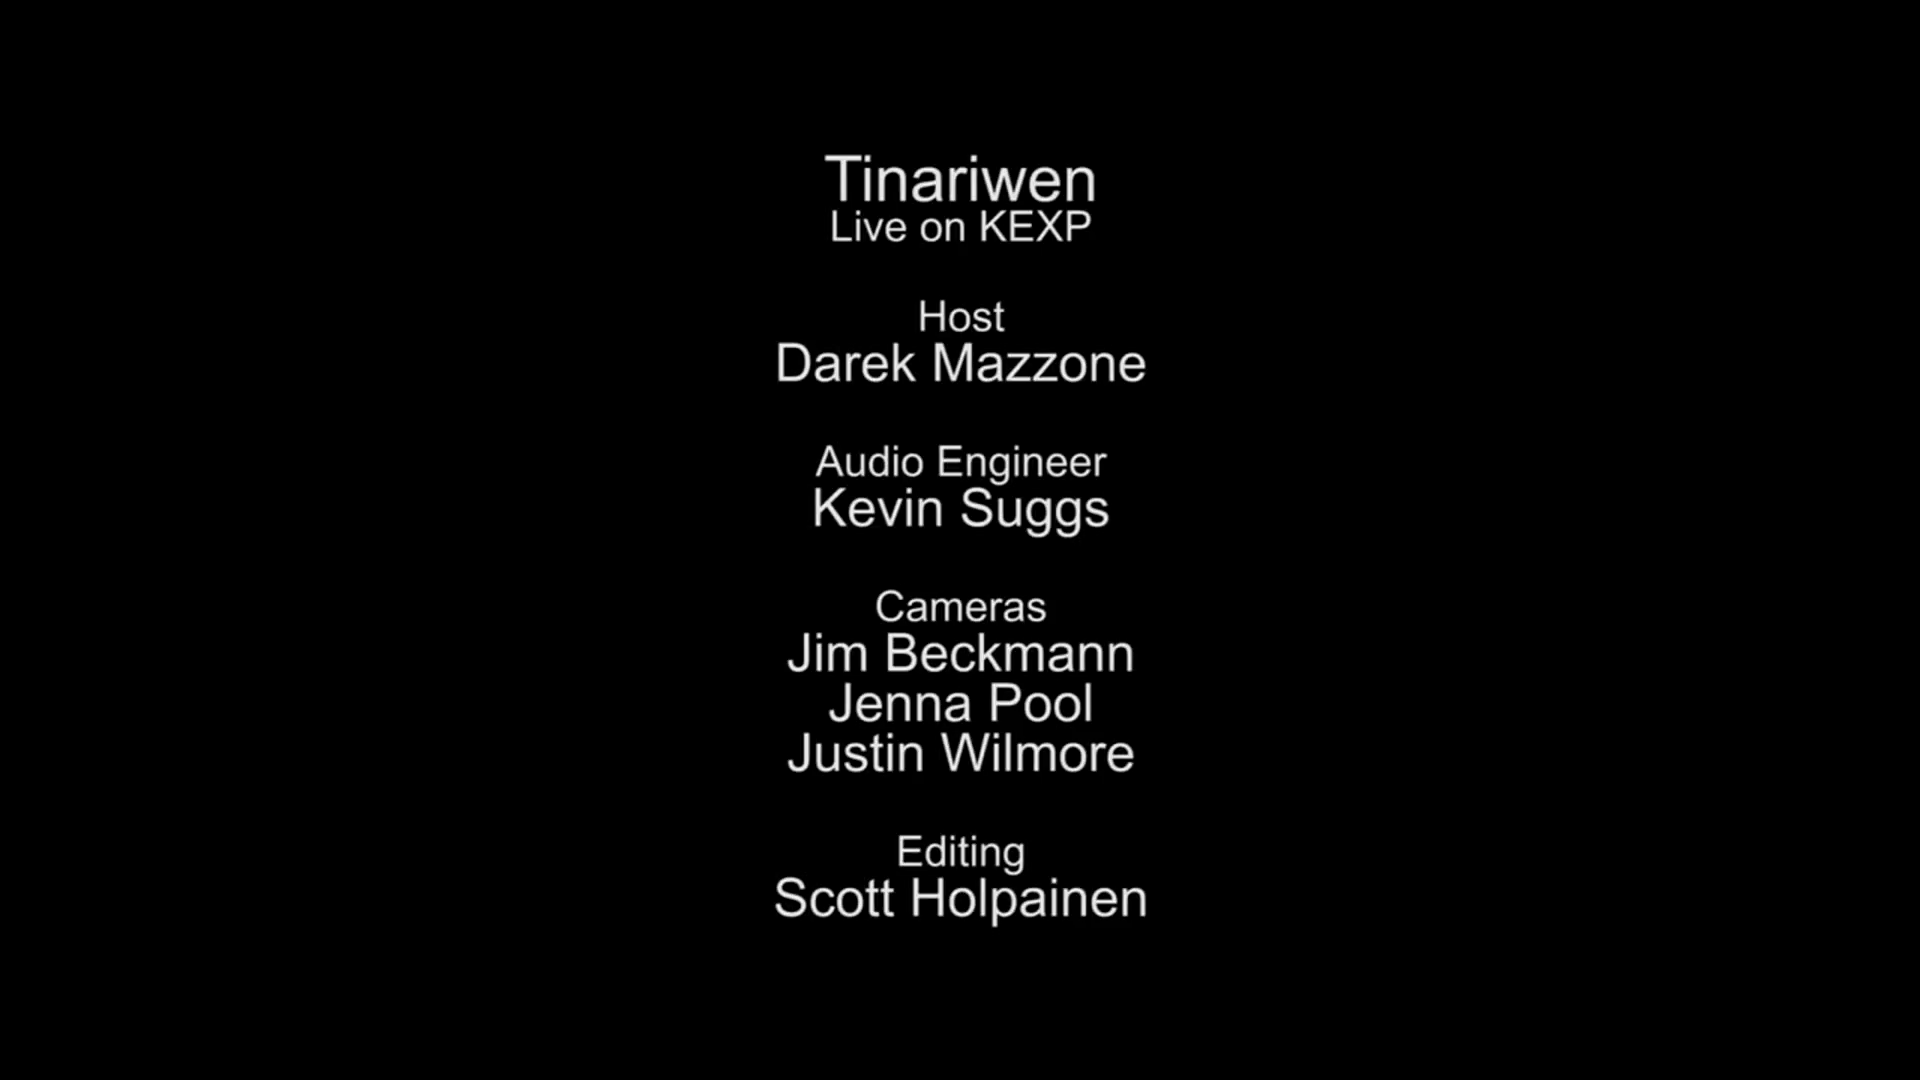 Tinariwen
Live on KEXP
Host
Darek Mazzone
Audio Engineer
Kevin Suggs
Cameras
Jim Beckmann
Jenna Pool
Justin Wilmore
Editing
Scott Holpainen